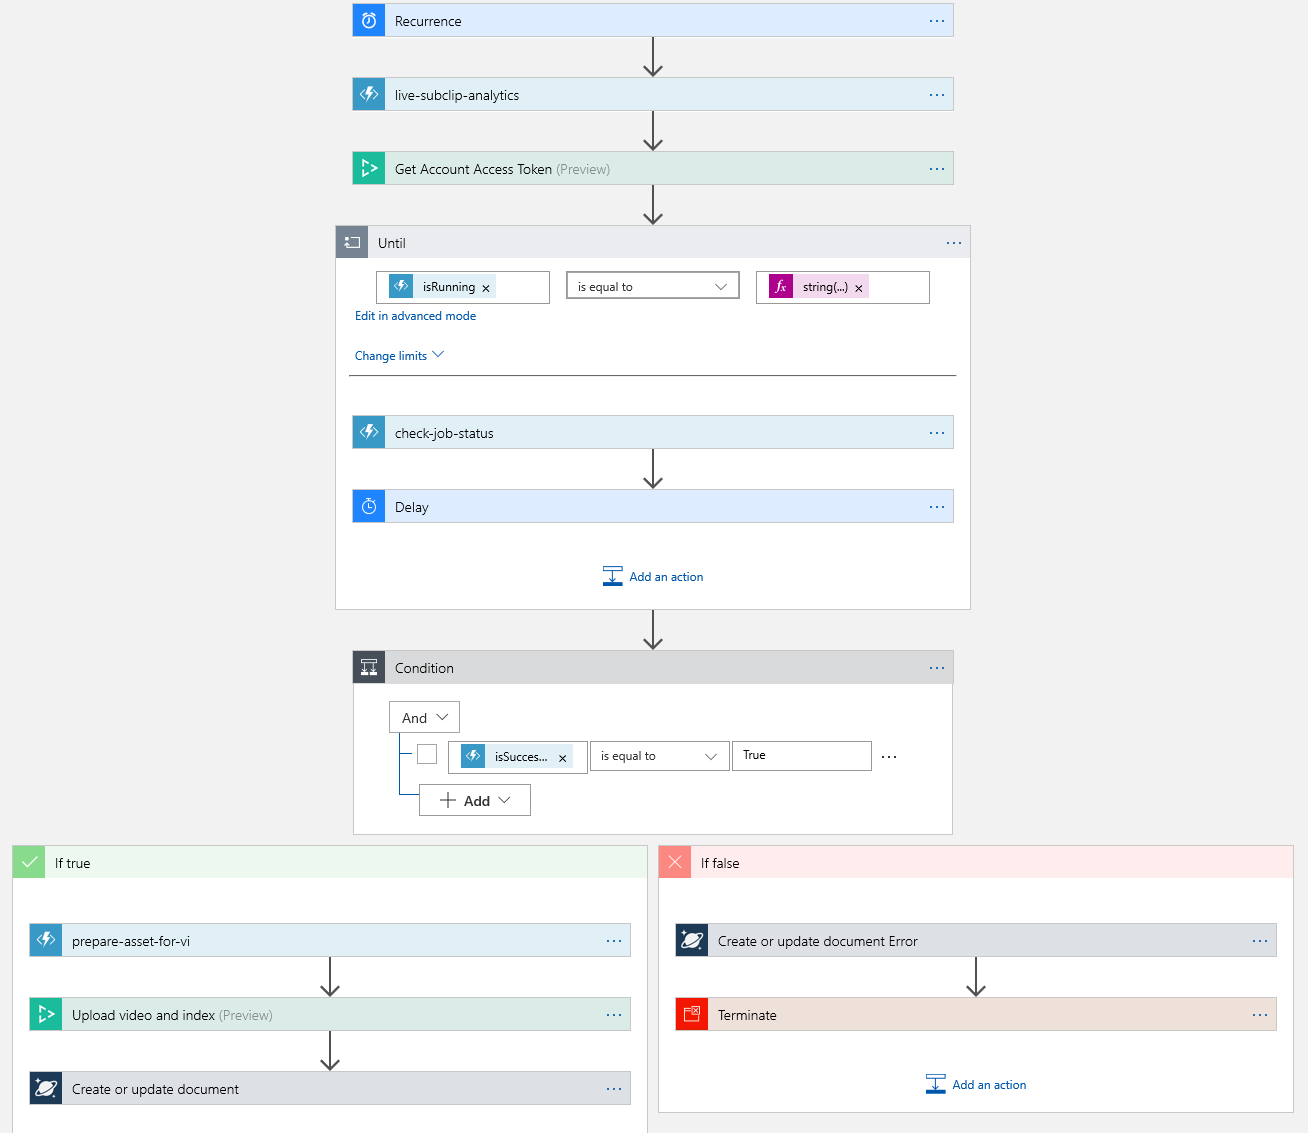 Recurrence
live-subclip-analytics
Get Account Access Token (Preview)
Until
isRunning × is equal to fx string(...) ×
Edit in advanced mode
Change limits
check-job-status
Delay
Add an action
Condition
And
isSucces... × is equal to True ...
+ Add
If true
prepare-asset-for-vi
Upload video and index (Preview)
Create or update document
If false
Create or update document Error
Terminate
Add an action